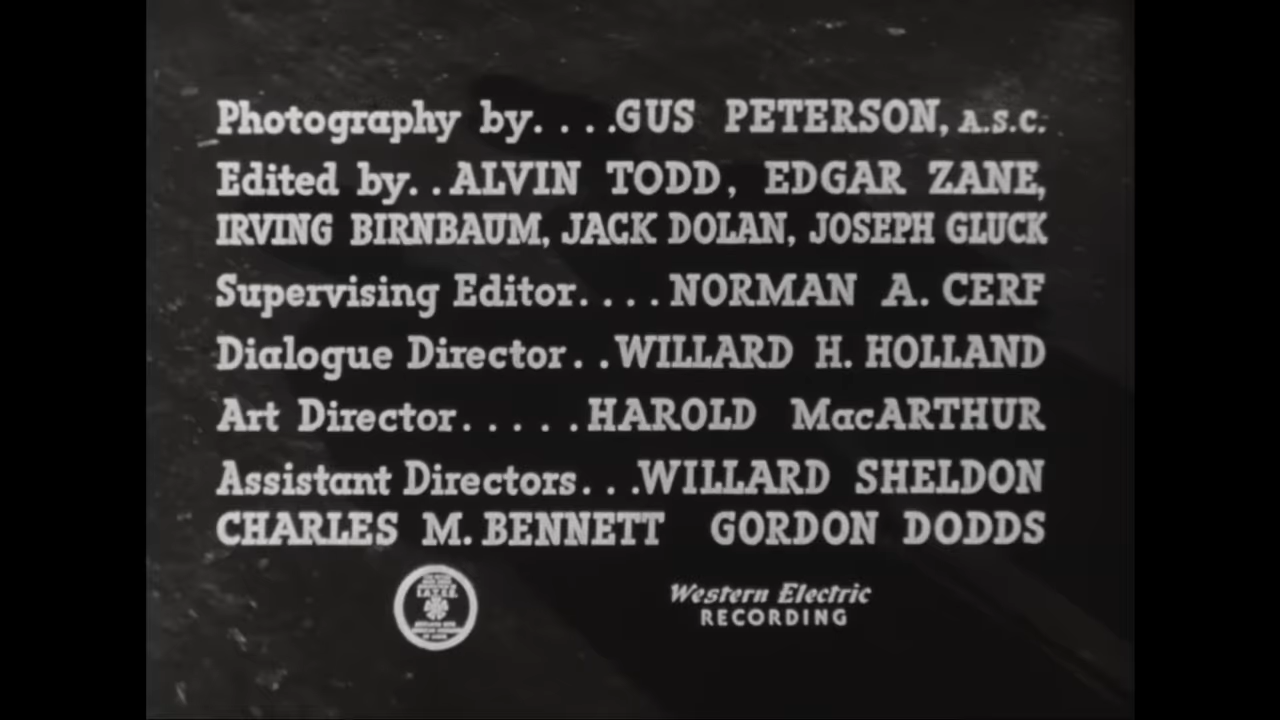 Photography by. . . .GUS PETERSON, A.S.C.
Edited by. . ALVIN TODD, EDGAR ZANE,
IRVING BIRNBAUM, JACK DOLAN, JOSEPH GLUCK
Supervising Editor. . . . NORMAN A. CERF
Dialogue Director. . WILLARD H. HOLLAND
Art Director. . . . . . HAROLD MacARTHUR
Assistant Directors. . .WILLARD SHELDON
CHARLES M. BENNETT GORDON DODDS
Western Electric
RECORDING